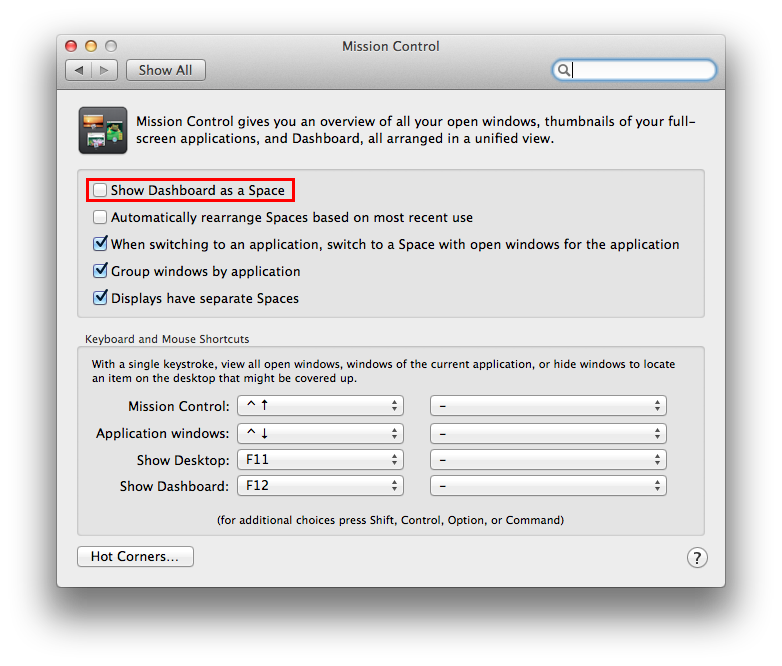 Mission Control
Show All
Mission Control gives you an overview of all your open windows, thumbnails of your full-
screen applications, and Dashboard, all arranged in a unified view.
Show Dashboard as a Space
Automatically rearrange Spaces based on most recent use
When switching to an application, switch to a Space with open windows for the application
Group windows by application
Displays have separate Spaces
Keyboard and Mouse Shortcuts
With a single keystroke, view all open windows, windows of the current application, or hide windows to locate
an item on the desktop that might be covered up.
Mission Control: ^ ↑ –
Application windows: ^ ↓ –
Show Desktop: F11 –
Show Dashboard: F12 –
(for additional choices press Shift, Control, Option, or Command)
Hot Corners... ?